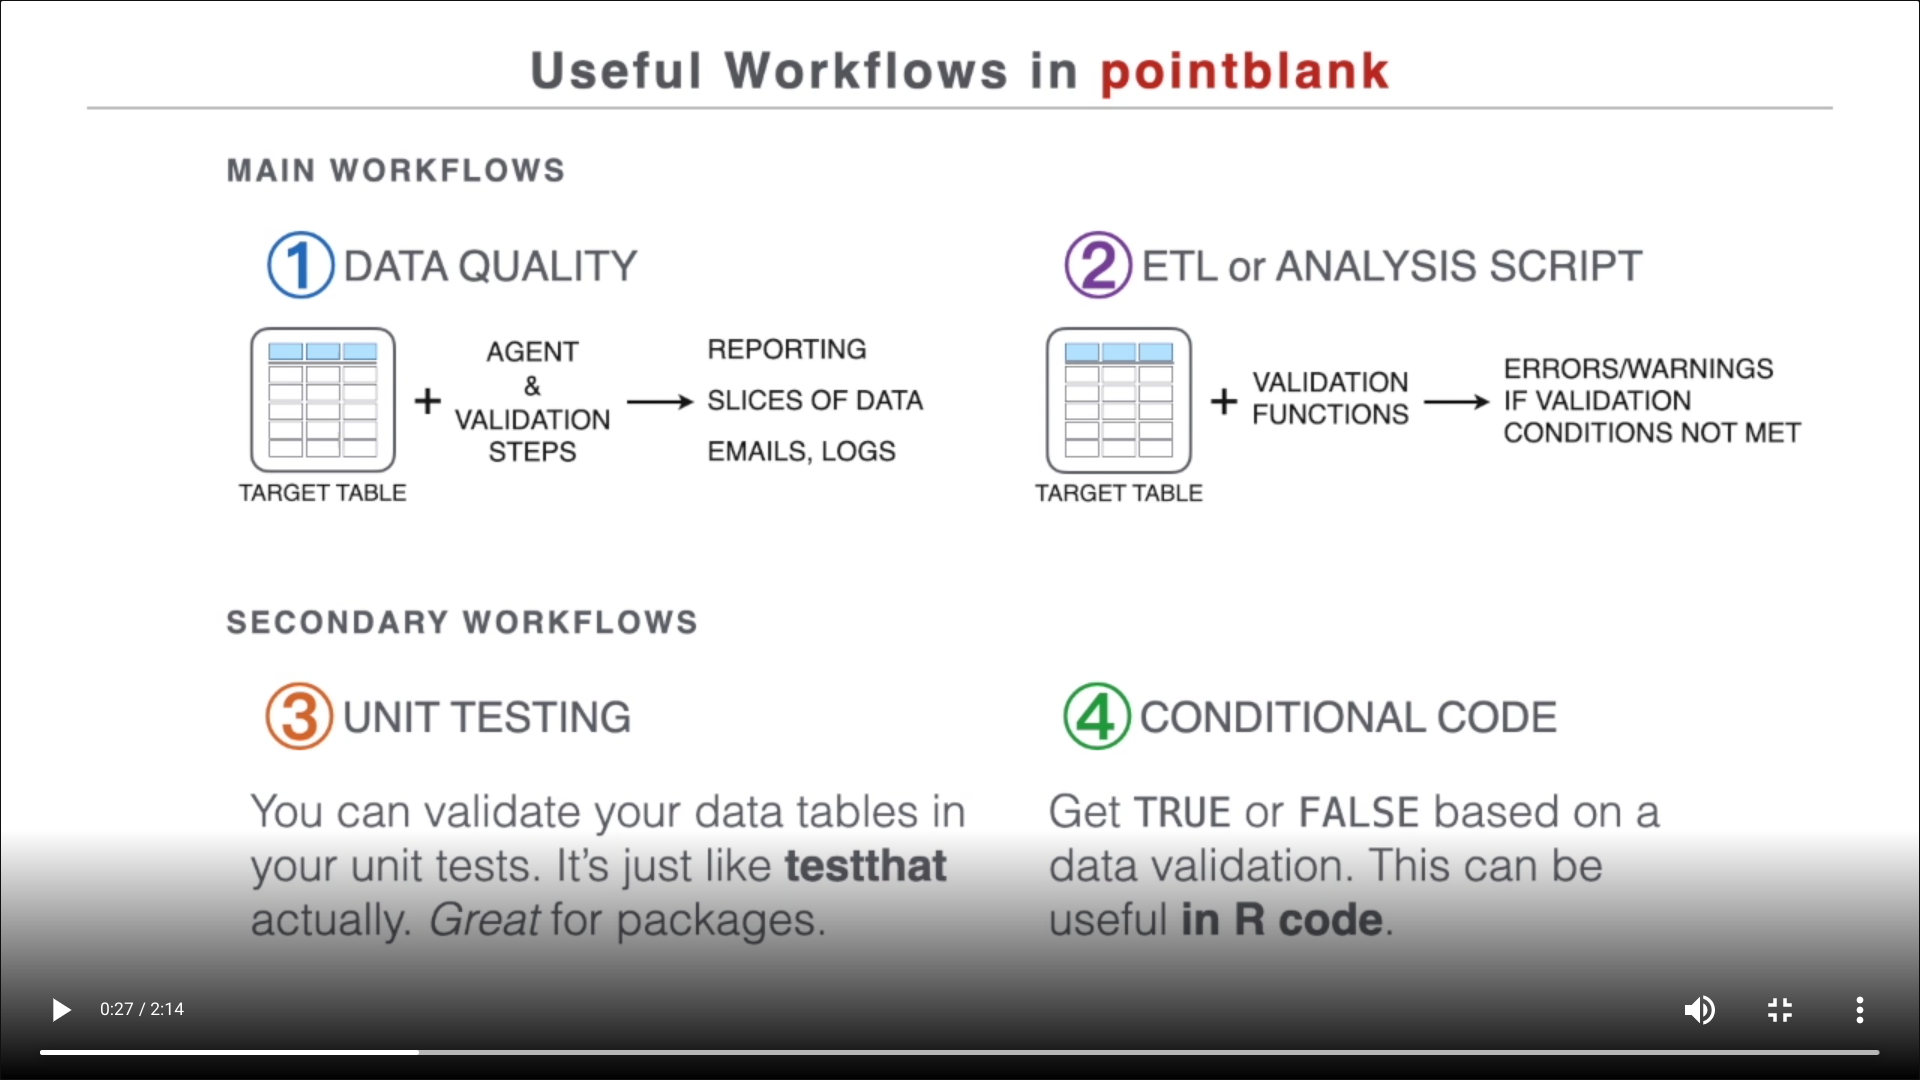 Useful Workflows in pointblank
MAIN WORKFLOWS
1 DATA QUALITY
TARGET TABLE
+
AGENT
&
VALIDATION
STEPS
REPORTING
SLICES OF DATA
EMAILS, LOGS
2 ETL or ANALYSIS SCRIPT
TARGET TABLE
+
VALIDATION
FUNCTIONS
ERRORS/WARNINGS
IF VALIDATION
CONDITIONS NOT MET
SECONDARY WORKFLOWS
3 UNIT TESTING
You can validate your data tables in
your unit tests. It’s just like testthat
actually. Great for packages.
4 CONDITIONAL CODE
Get TRUE or FALSE based on a
data validation. This can be
useful in R code.
0:27 / 2:14